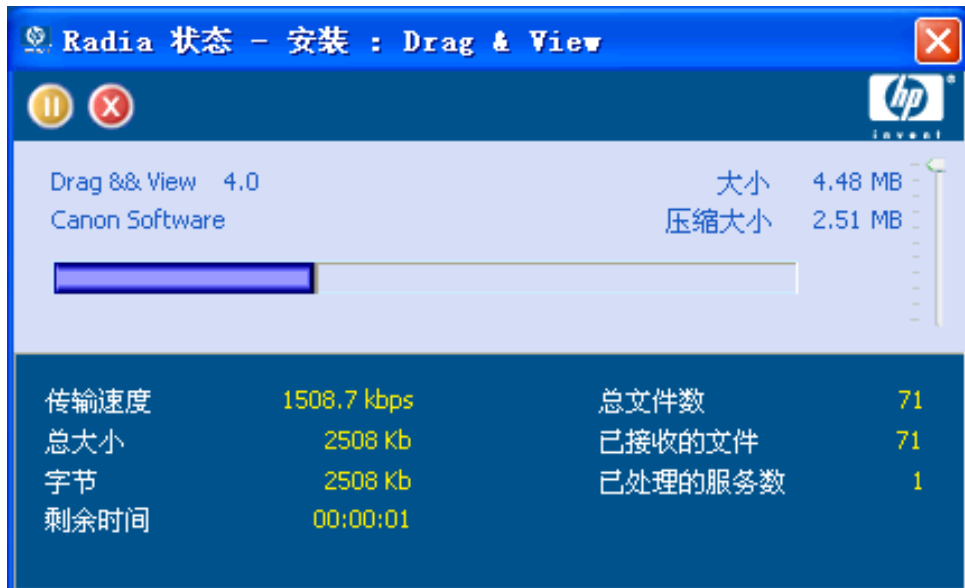 Radia 状态 - 安装 : Drag & View
hp
invent
Drag && View 4.0 大小 4.48 MB
Canon Software 压缩大小 2.51 MB
传输速度 1508.7 kbps 总文件数 71
总大小 2508 Kb 已接收的文件 71
字节 2508 Kb 已处理的服务数 1
剩余时间 00:00:01